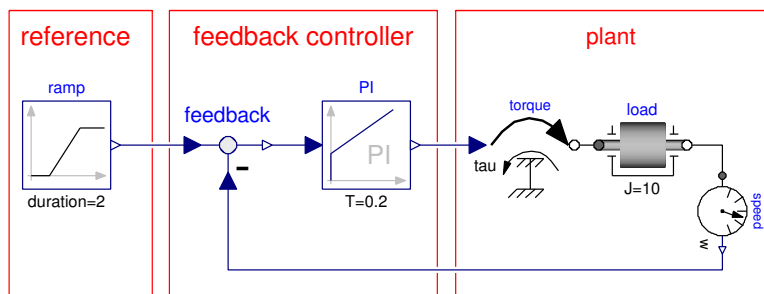 reference
feedback controller
plant
ramp
feedback
PI
torque
load
PI
tau
duration=2
-
T=0.2
J=10
speed
w